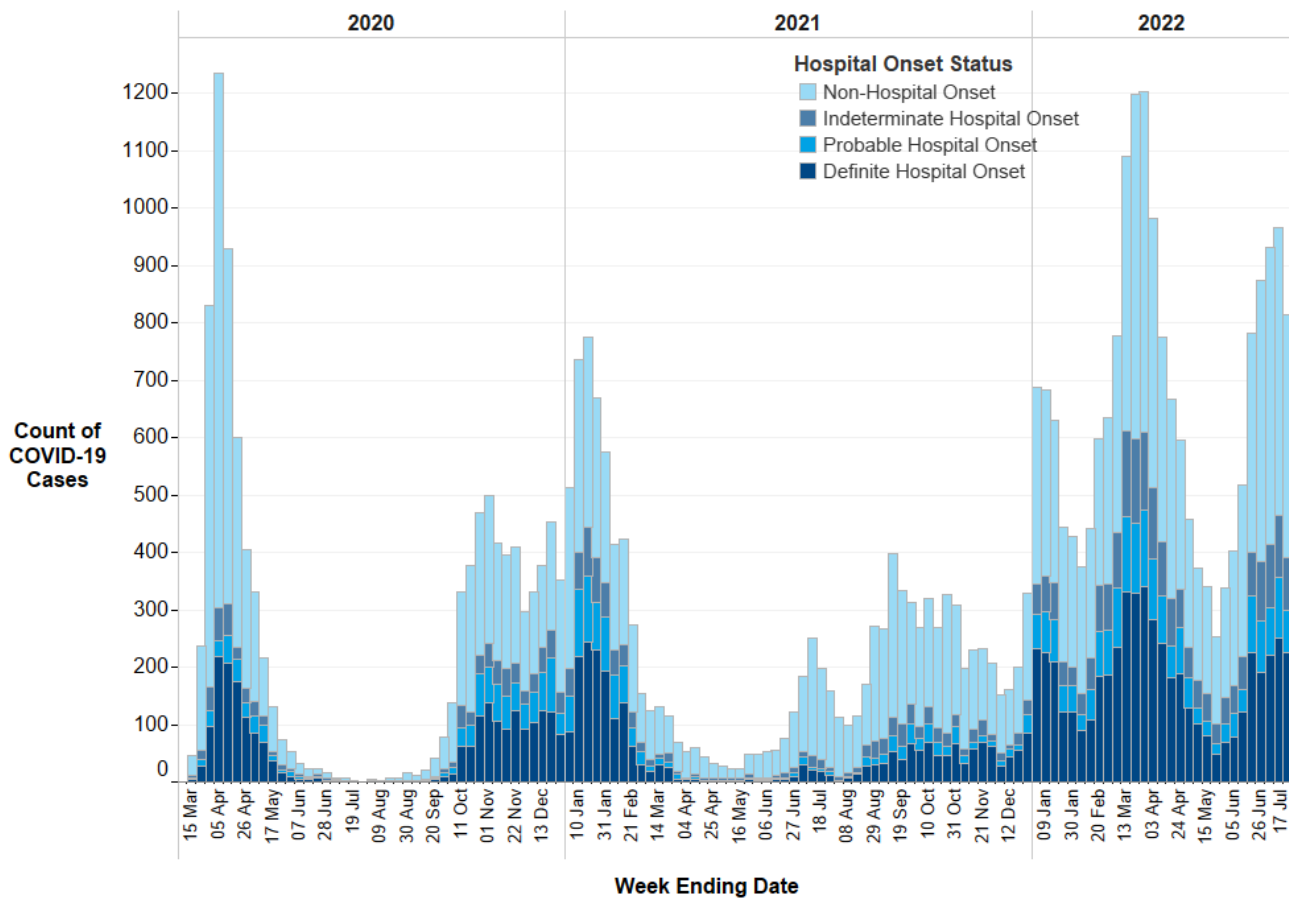 2020 2021 2022
Hospital Onset Status
Non-Hospital Onset
Indeterminate Hospital Onset
Probable Hospital Onset
Definite Hospital Onset
1200
1100
1000
900
800
700
600
500
400
300
200
100
0
Count of
COVID-19
Cases
15 Mar
05 Apr
26 Apr
17 May
07 Jun
28 Jun
19 Jul
09 Aug
30 Aug
20 Sep
11 Oct
01 Nov
22 Nov
13 Dec
10 Jan
31 Jan
21 Feb
14 Mar
04 Apr
25 Apr
16 May
06 Jun
27 Jun
18 Jul
08 Aug
29 Aug
19 Sep
10 Oct
31 Oct
21 Nov
12 Dec
09 Jan
30 Jan
20 Feb
13 Mar
03 Apr
24 Apr
15 May
05 Jun
26 Jun
17 Jul
Week Ending Date